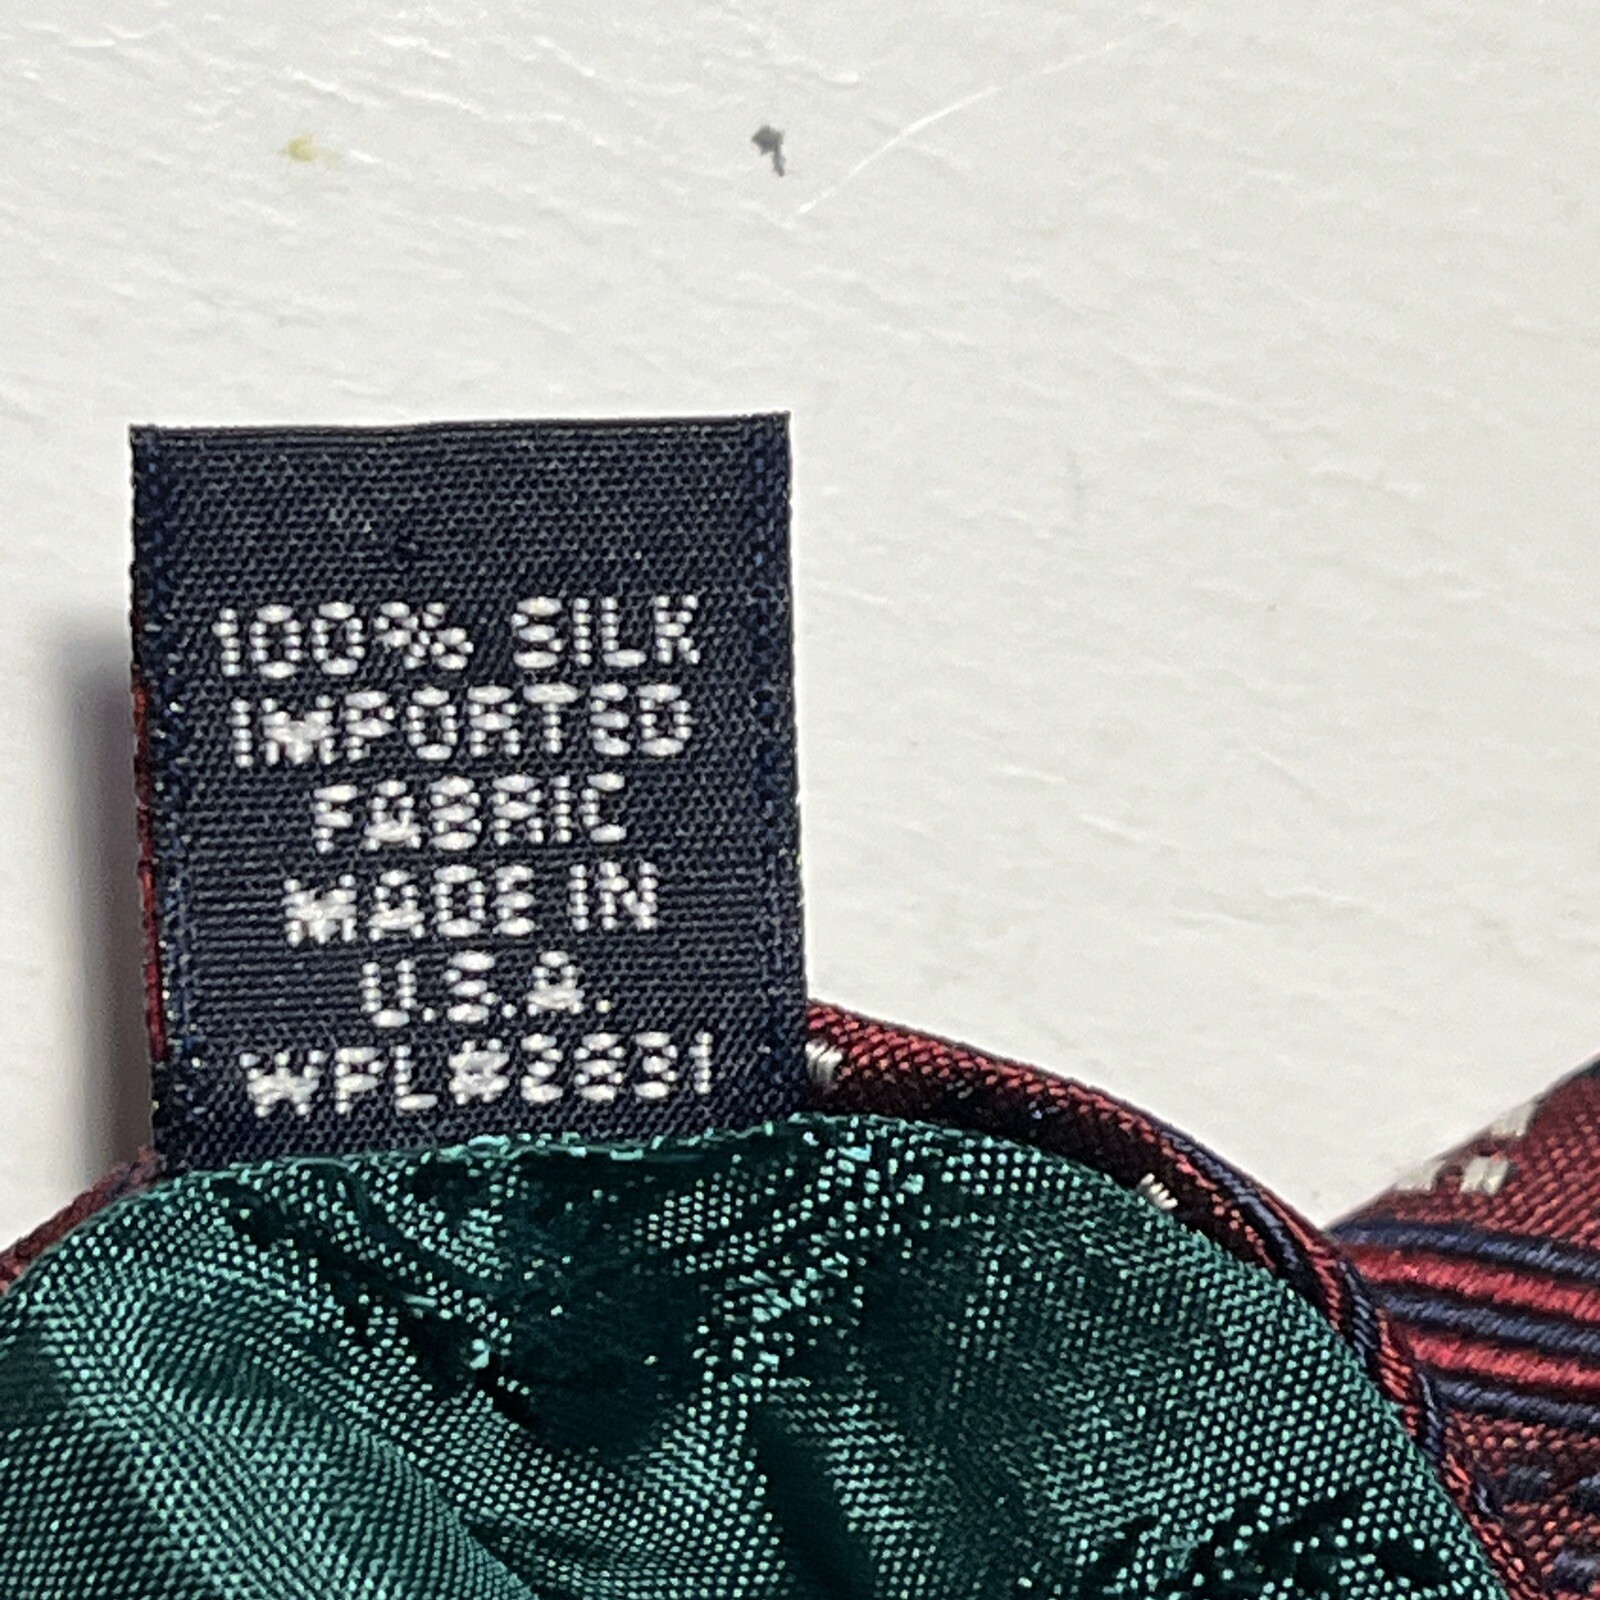 100% SILK
IMPORTED
FABRIC
MADE IN
U.S.A.
WPL#2631